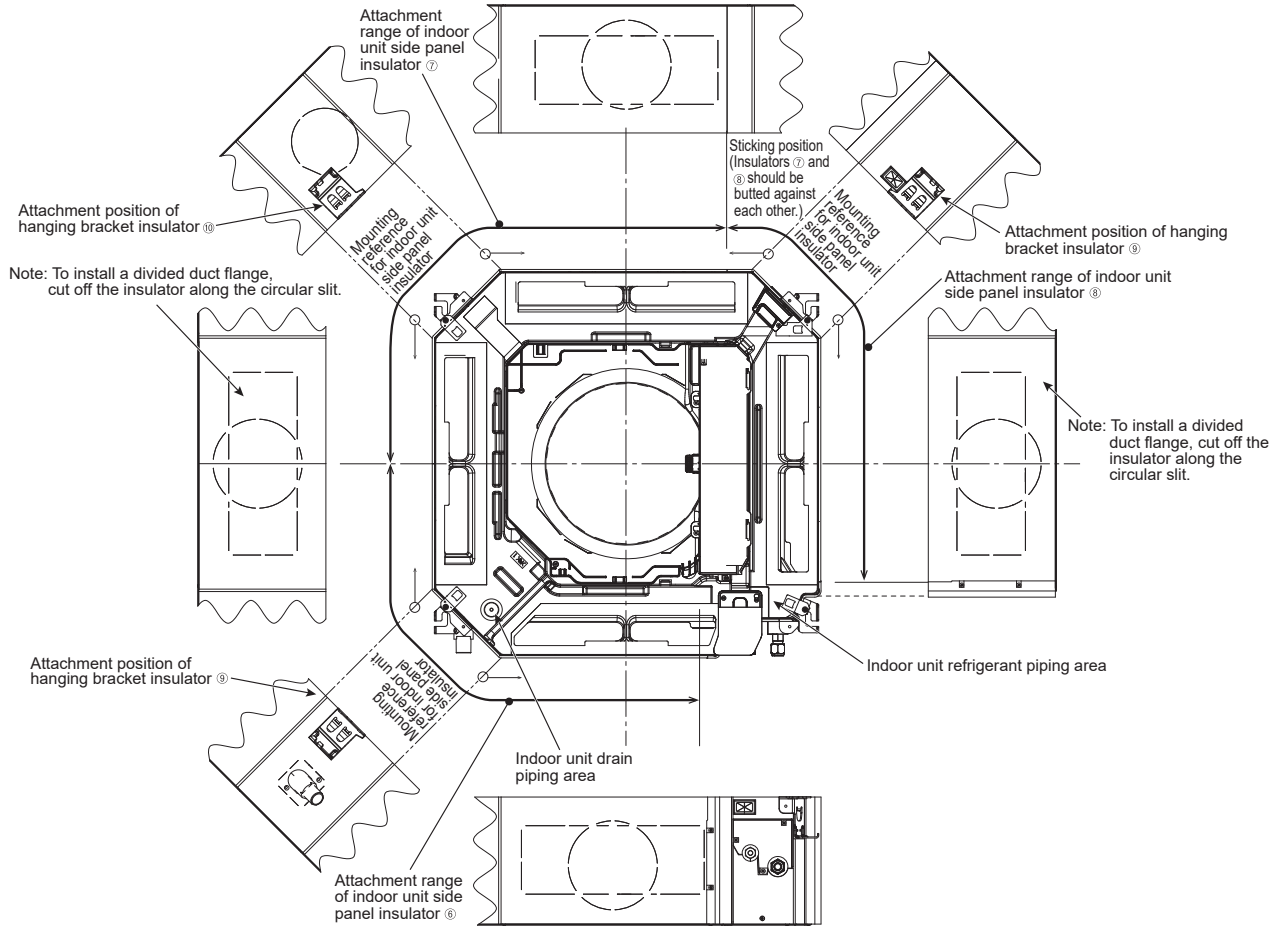 Attachment
range of indoor
unit side panel
insulator ⑦
Sticking position
(Insulators ⑦ and
⑧ should be
butted against
each other.)
Attachment position of
hanging bracket insulator ⑩
Mounting
reference
for indoor unit
side panel
insulator
Mounting
reference
for indoor unit
side panel
insulator
Attachment position of hanging
bracket insulator ⑨
Note: To install a divided duct flange,
cut off the insulator along the circular slit.
Attachment range of indoor unit
side panel insulator ⑧
Note: To install a divided
duct flange, cut off the
insulator along the
circular slit.
Attachment position of
hanging bracket insulator ⑨
Mounting
reference
for indoor unit
side panel
insulator
Indoor unit refrigerant piping area
Indoor unit drain
piping area
Attachment range
of indoor unit side
panel insulator ⑥